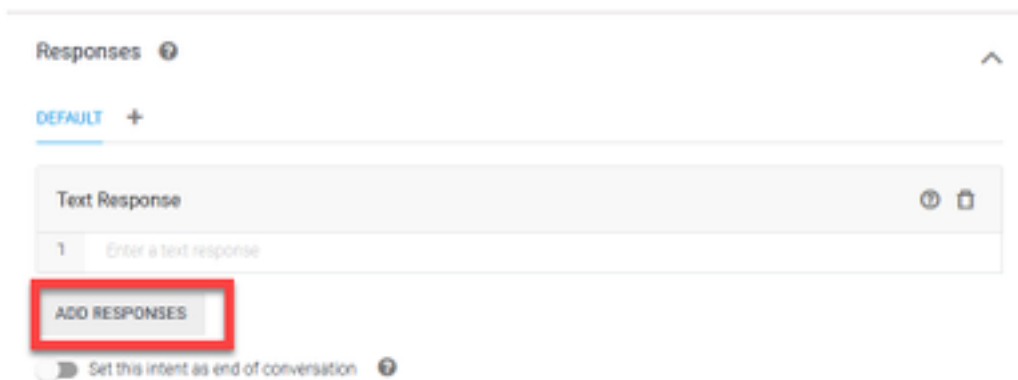 Responses
DEFAULT +
Text Response
1 Enter a text response
ADD RESPONSES
Set this intent as end of conversation